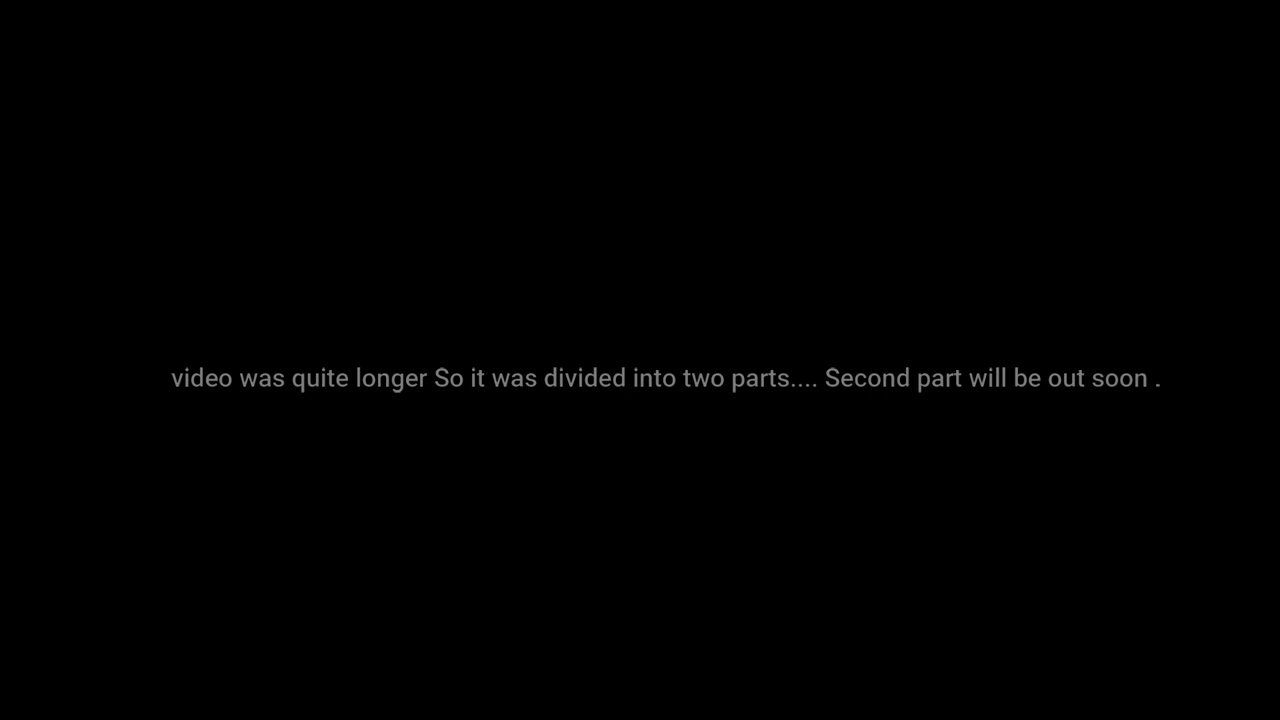 video was quite longer So it was divided into two parts.... Second part will be out soon .